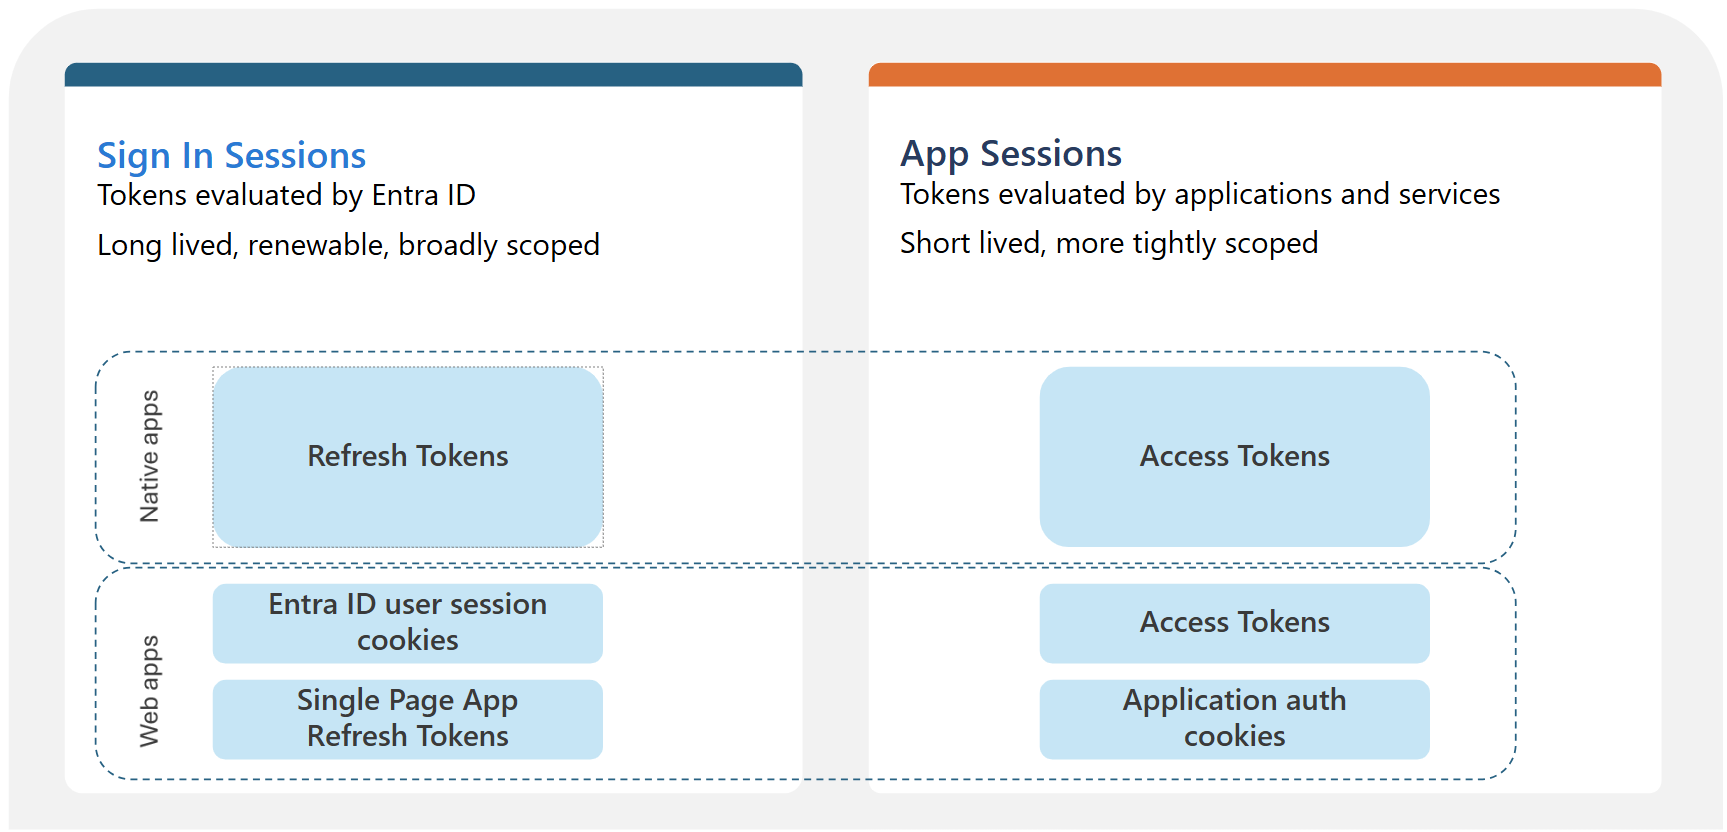 Sign In Sessions
Tokens evaluated by Entra ID
Long lived, renewable, broadly scoped
App Sessions
Tokens evaluated by applications and services
Short lived, more tightly scoped
Native apps
Refresh Tokens
Access Tokens
Web apps
Entra ID user session
cookies
Access Tokens
Single Page App
Refresh Tokens
Application auth
cookies